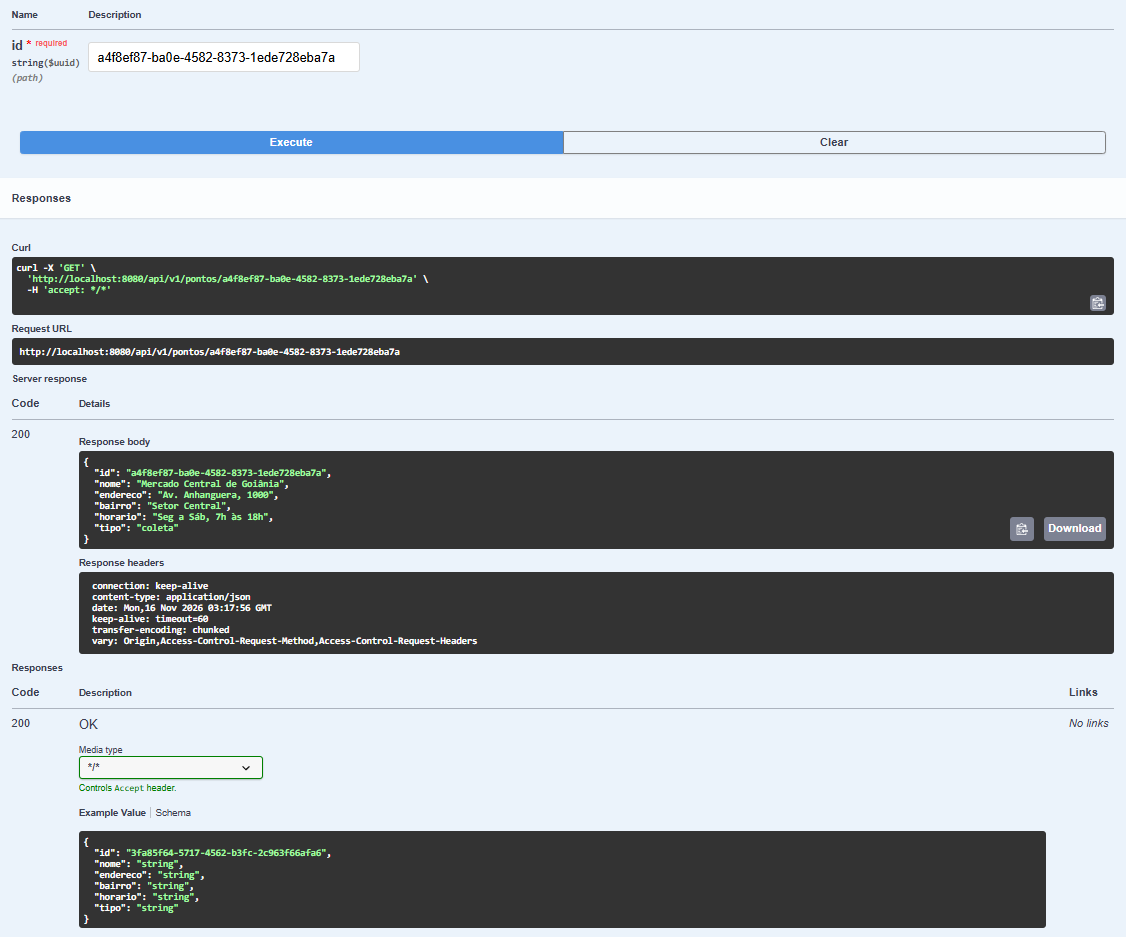 Name Description
id * required
string($uuid)
(path)
a4f8ef87-ba0e-4582-8373-1ede728eba7a
Execute Clear
Responses
Curl
curl -X 'GET' \
  'http://localhost:8080/api/v1/pontos/a4f8ef87-ba0e-4582-8373-1ede728eba7a' \
  -H 'accept: */*'
Request URL
http://localhost:8080/api/v1/pontos/a4f8ef87-ba0e-4582-8373-1ede728eba7a
Server response
Code Details
200
Response body
{
  "id": "a4f8ef87-ba0e-4582-8373-1ede728eba7a",
  "nome": "Mercado Central de Goiânia",
  "endereco": "Av. Anhanguera, 1000",
  "bairro": "Setor Central",
  "horario": "Seg a Sáb, 7h às 18h",
  "tipo": "coleta"
}
Download
Response headers
connection: keep-alive
content-type: application/json
date: Mon,16 Nov 2026 03:17:56 GMT
keep-alive: timeout=60
transfer-encoding: chunked
vary: Origin,Access-Control-Request-Method,Access-Control-Request-Headers
Responses
Code Description Links
200 OK No links
Media type
*/*
Controls Accept header.
Example Value Schema
{
  "id": "3fa85f64-5717-4562-b3fc-2c963f66afa6",
  "nome": "string",
  "endereco": "string",
  "bairro": "string",
  "horario": "string",
  "tipo": "string"
}